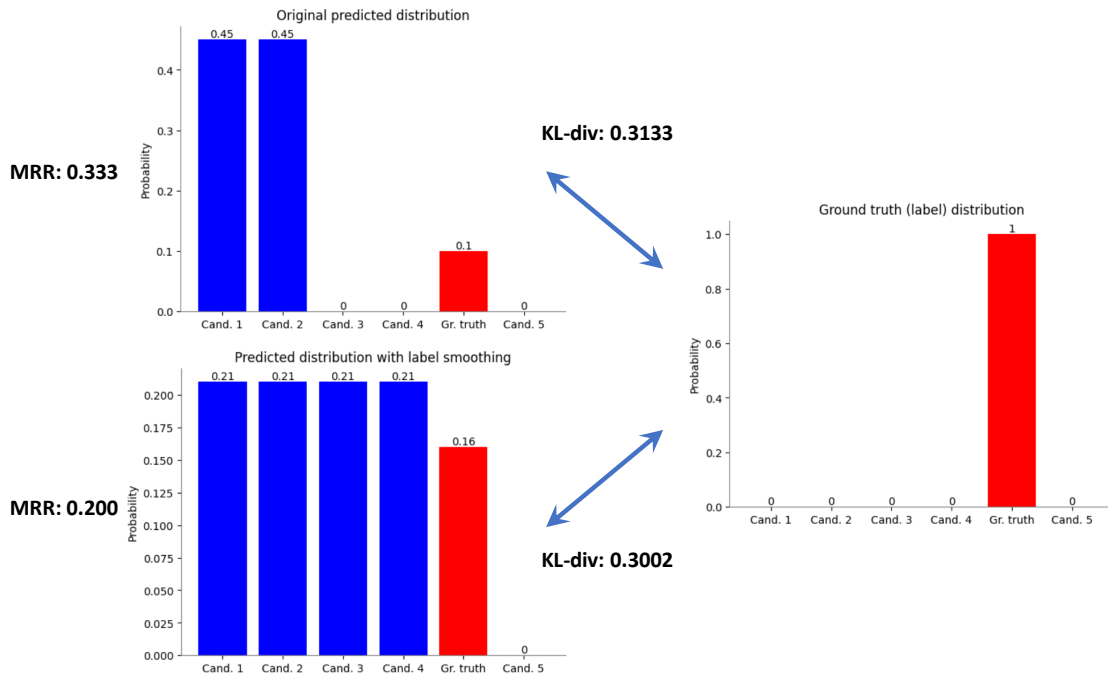 Original predicted distribution
0.45 0.45 0 0 0.1 0
0.4
0.3
0.2
0.1
0.0
Probability
Cand. 1 Cand. 2 Cand. 3 Cand. 4 Gr. truth Cand. 5
MRR: 0.333
KL-div: 0.3133
Predicted distribution with label smoothing
0.21 0.21 0.21 0.21 0.16 0
0.200
0.175
0.150
0.125
0.100
0.075
0.050
0.025
0.000
Probability
Cand. 1 Cand. 2 Cand. 3 Cand. 4 Gr. truth Cand. 5
MRR: 0.200
KL-div: 0.3002
Ground truth (label) distribution
0 0 0 0 1 0
1.0
0.8
0.6
0.4
0.2
0.0
Probability
Cand. 1 Cand. 2 Cand. 3 Cand. 4 Gr. truth Cand. 5